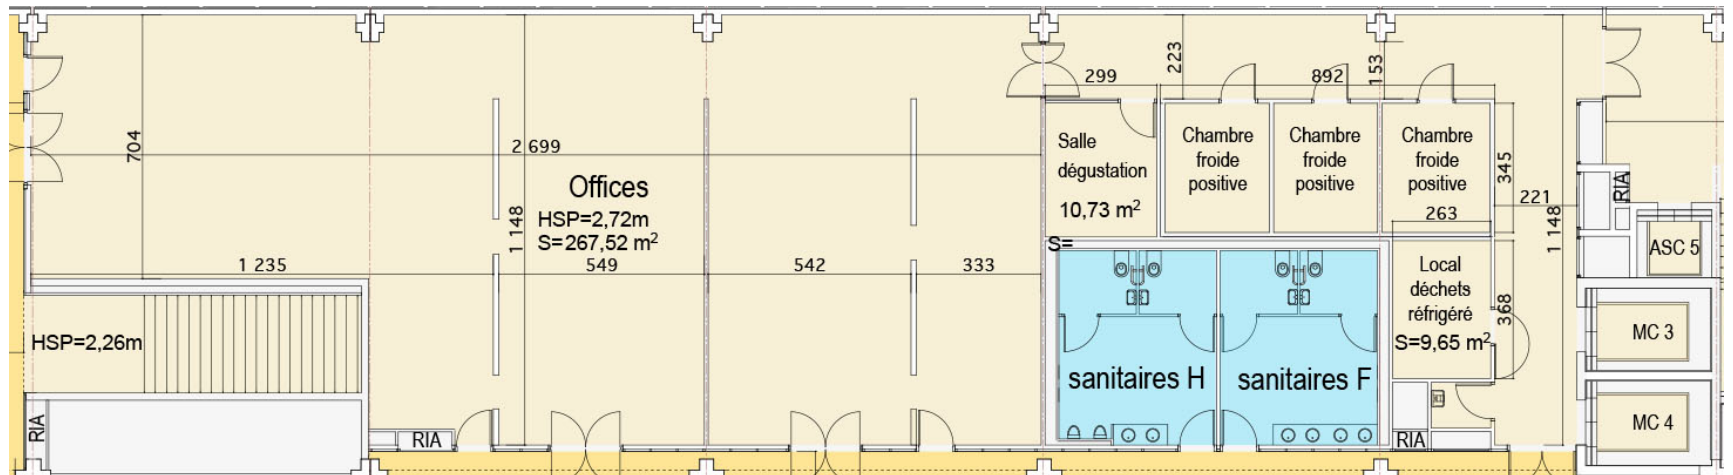 299
892
223
153
704
2 699
Offices
HSP=2,72m
S=267,52 m²
1 148
1 235
549
542
333
Salle
dégustation
10,73 m²
S=
Chambre
froide
positive
Chambre
froide
positive
Chambre
froide
positive
345
263
221
1 148
RIA
ASC 5
Local
déchets
réfrigéré
S=9,65 m²
368
HSP=2,26m
sanitaires H
sanitaires F
MC 3
MC 4
RIA
RIA
RIA